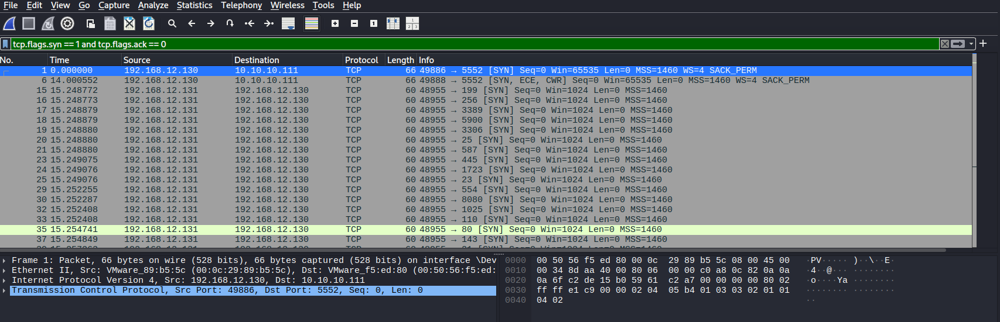 File Edit View Go Capture Analyze Statistics Telephony Wireless Tools Help
tcp.flags.syn == 1 and tcp.flags.ack == 0
No. Time Source Destination Protocol Length Info
1 0.000000 192.168.12.130 10.10.10.111 TCP 66 49886 → 5552 [SYN] Seq=0 Win=65535 Len=0 MSS=1460 WS=4 SACK_PERM
6 14.000552 192.168.12.130 10.10.10.111 TCP 66 49888 → 5552 [SYN, ECE, CWR] Seq=0 Win=65535 Len=0 MSS=1460 WS=4 SACK_PERM
15 15.248772 192.168.12.131 192.168.12.130 TCP 60 48955 → 199 [SYN] Seq=0 Win=1024 Len=0 MSS=1460
16 15.248773 192.168.12.131 192.168.12.130 TCP 60 48955 → 256 [SYN] Seq=0 Win=1024 Len=0 MSS=1460
17 15.248879 192.168.12.131 192.168.12.130 TCP 60 48955 → 3389 [SYN] Seq=0 Win=1024 Len=0 MSS=1460
18 15.248879 192.168.12.131 192.168.12.130 TCP 60 48955 → 5900 [SYN] Seq=0 Win=1024 Len=0 MSS=1460
19 15.248880 192.168.12.131 192.168.12.130 TCP 60 48955 → 3306 [SYN] Seq=0 Win=1024 Len=0 MSS=1460
20 15.248880 192.168.12.131 192.168.12.130 TCP 60 48955 → 25 [SYN] Seq=0 Win=1024 Len=0 MSS=1460
21 15.248880 192.168.12.131 192.168.12.130 TCP 60 48955 → 587 [SYN] Seq=0 Win=1024 Len=0 MSS=1460
23 15.249075 192.168.12.131 192.168.12.130 TCP 60 48955 → 445 [SYN] Seq=0 Win=1024 Len=0 MSS=1460
24 15.249076 192.168.12.131 192.168.12.130 TCP 60 48955 → 1723 [SYN] Seq=0 Win=1024 Len=0 MSS=1460
25 15.249076 192.168.12.131 192.168.12.130 TCP 60 48955 → 23 [SYN] Seq=0 Win=1024 Len=0 MSS=1460
29 15.252255 192.168.12.131 192.168.12.130 TCP 60 48955 → 554 [SYN] Seq=0 Win=1024 Len=0 MSS=1460
30 15.252287 192.168.12.131 192.168.12.130 TCP 60 48955 → 8080 [SYN] Seq=0 Win=1024 Len=0 MSS=1460
32 15.252408 192.168.12.131 192.168.12.130 TCP 60 48955 → 1025 [SYN] Seq=0 Win=1024 Len=0 MSS=1460
33 15.252408 192.168.12.131 192.168.12.130 TCP 60 48955 → 110 [SYN] Seq=0 Win=1024 Len=0 MSS=1460
35 15.254741 192.168.12.131 192.168.12.130 TCP 60 48955 → 80 [SYN] Seq=0 Win=1024 Len=0 MSS=1460
37 15.254849 192.168.12.131 192.168.12.130 TCP 60 48955 → 143 [SYN] Seq=0 Win=1024 Len=0 MSS=1460
Frame 1: Packet, 66 bytes on wire (528 bits), 66 bytes captured (528 bits) on interface \Dev
Ethernet II, Src: VMware_89:b5:5c (00:0c:29:89:b5:5c), Dst: VMware_f5:ed:80 (00:50:56:f5:ed:
Internet Protocol Version 4, Src: 192.168.12.130, Dst: 10.10.10.111
Transmission Control Protocol, Src Port: 49886, Dst Port: 5552, Seq: 0, Len: 0
0000 00 50 56 f5 ed 80 00 0c 29 89 b5 5c 08 00 45 00 ·PV····· )··\··E·
0010 00 34 8d aa 40 00 80 06 00 00 c0 a8 0c 82 0a 0a ·4··@··· ········
0020 0a 6f c2 de 15 b0 59 61 c2 a7 00 00 00 00 80 02 ·o····Ya ········
0030 ff ff e1 c9 00 00 02 04 05 b4 01 03 03 02 01 01 ········ ········
0040 04 02 ··